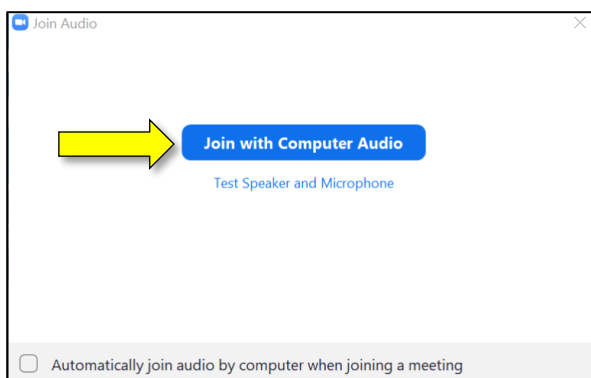 Join Audio
Join with Computer Audio
Test Speaker and Microphone
Automatically join audio by computer when joining a meeting